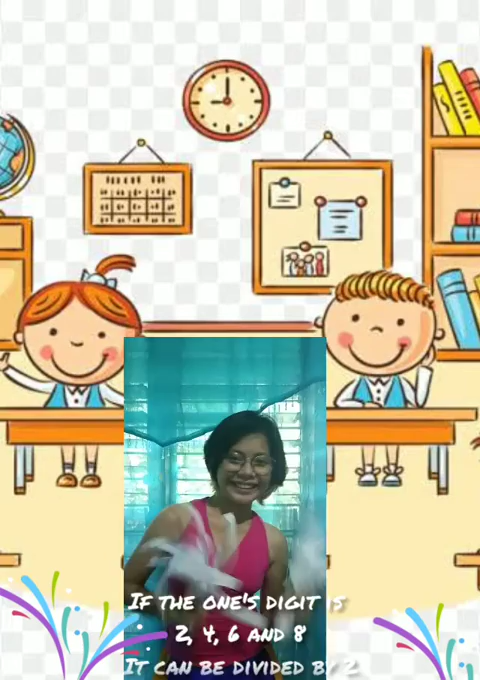 IF THE ONE'S DIGIT IS
2, 4, 6 AND 8
IT CAN BE DIVIDED BY 2